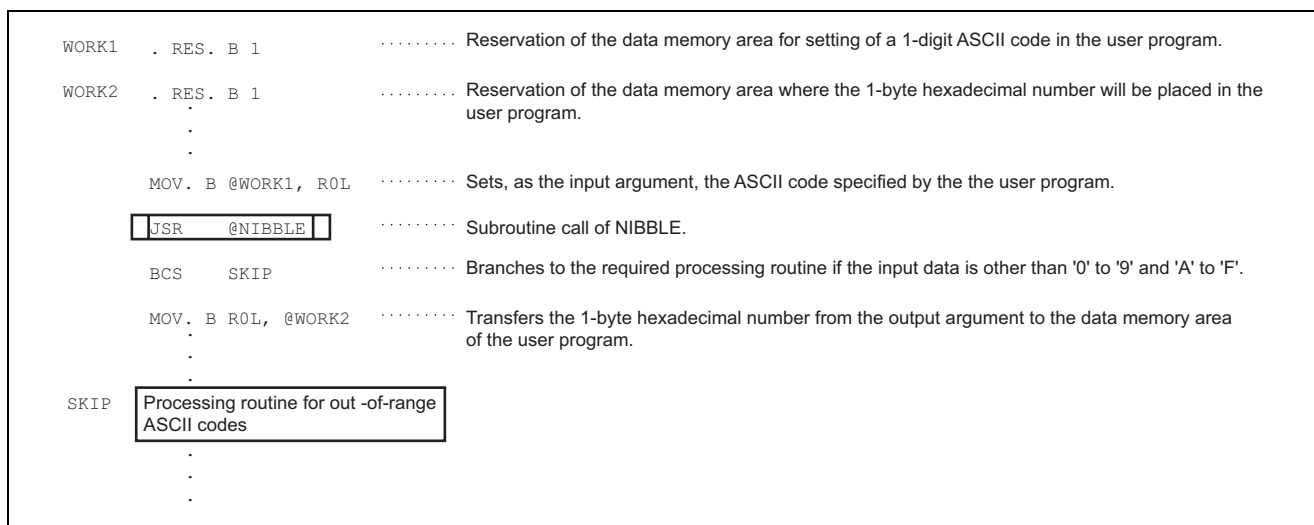 WORK1 . RES. B 1 ········· Reservation of the data memory area for setting of a 1-digit ASCII code in the user program.
WORK2 . RES. B 1 ········· Reservation of the data memory area where the 1-byte hexadecimal number will be placed in the
user program.
.
.
.
MOV. B @WORK1, R0L ········· Sets, as the input argument, the ASCII code specified by the the user program.
JSR @NIBBLE ········· Subroutine call of NIBBLE.
BCS SKIP ········· Branches to the required processing routine if the input data is other than '0' to '9' and 'A' to 'F'.
MOV. B R0L, @WORK2 ········· Transfers the 1-byte hexadecimal number from the output argument to the data memory area
of the user program.
.
.
.
SKIP Processing routine for out -of-range
ASCII codes
.
.
.